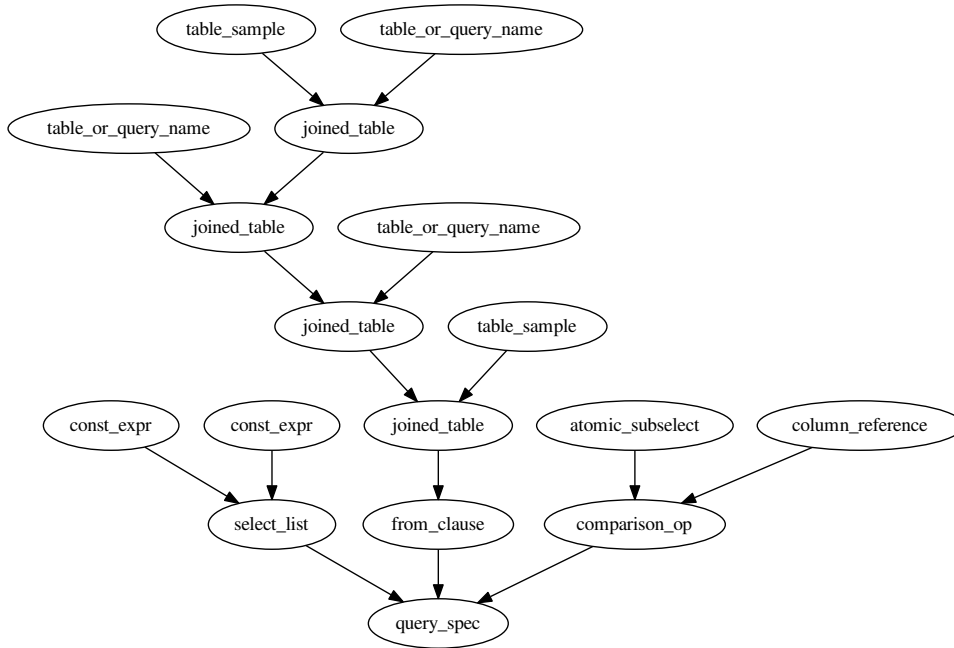 table_sample
table_or_query_name
table_or_query_name
joined_table
joined_table
table_or_query_name
joined_table
table_sample
const_expr
const_expr
joined_table
atomic_subselect
column_reference
select_list
from_clause
comparison_op
query_spec